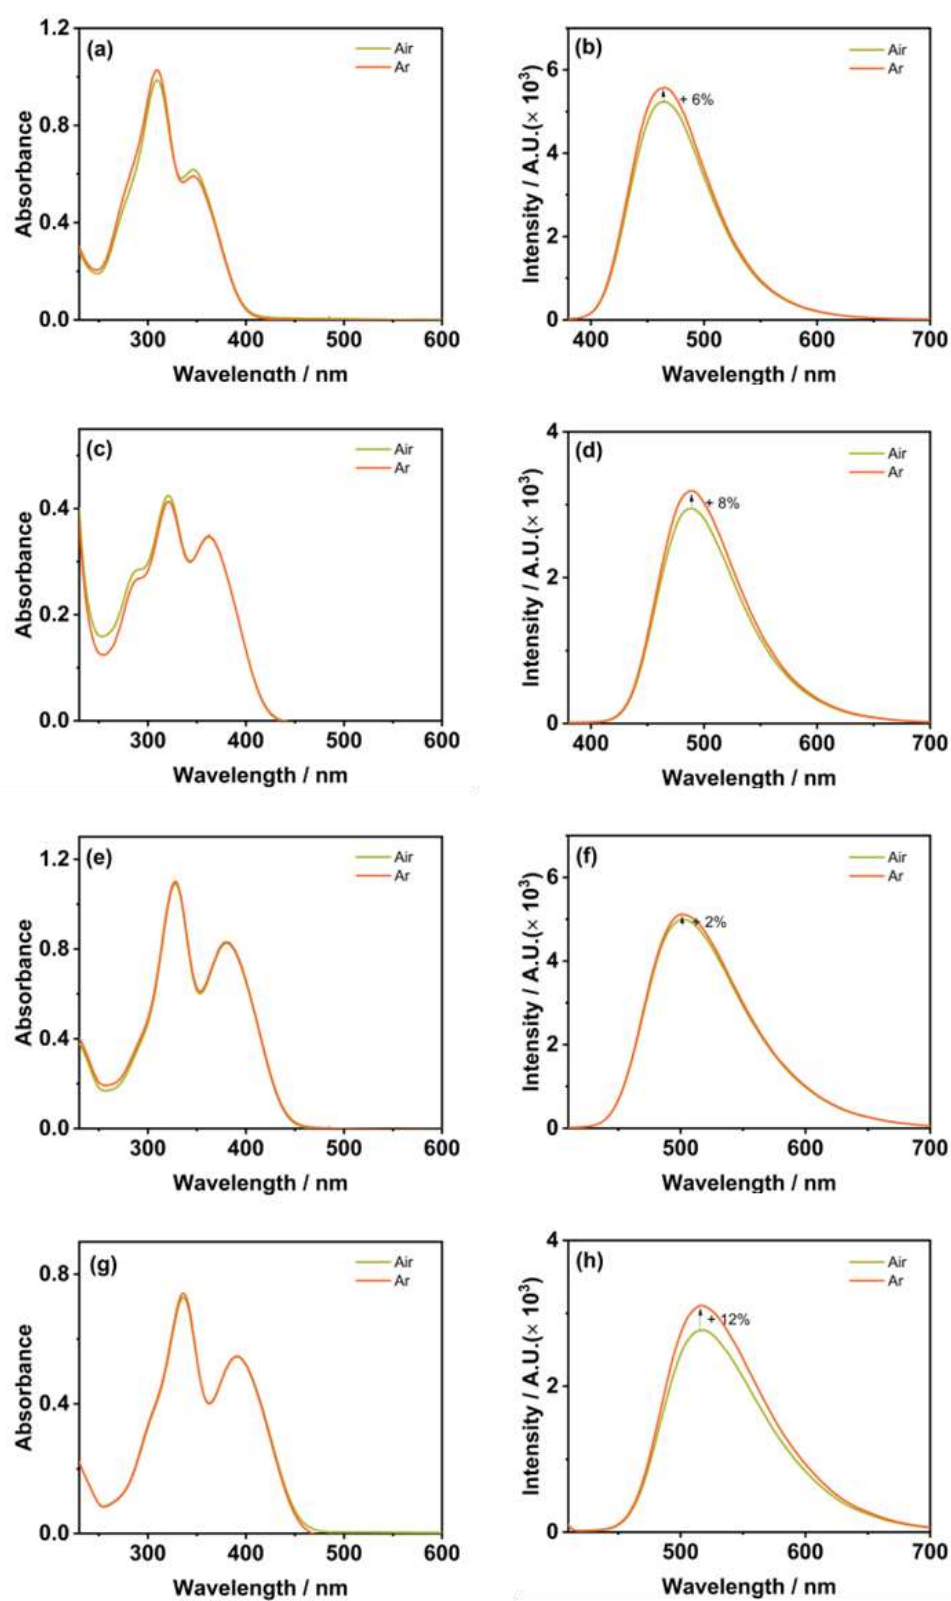 (a)
Air
Ar
1.2
0.8
0.4
0.0
Absorbance
300 400 500 600
Wavelength / nm
(b)
Air
Ar
+ 6%
6
4
2
0
Intensity / A.U.(× 10³)
400 500 600 700
Wavelength / nm
(c)
Air
Ar
0.4
0.2
0.0
Absorbance
300 400 500 600
Wavelength / nm
(d)
Air
Ar
+ 8%
4
2
0
Intensity / A.U.(× 10³)
400 500 600 700
Wavelength / nm
(e)
Air
Ar
1.2
0.8
0.4
0.0
Absorbance
300 400 500 600
Wavelength / nm
(f)
Air
Ar
+ 2%
6
4
2
0
Intensity / A.U.(× 10³)
500 600 700
Wavelength / nm
(g)
Air
Ar
0.8
0.4
0.0
Absorbance
300 400 500 600
Wavelength / nm
(h)
Air
Ar
+ 12%
4
2
0
Intensity / A.U.(× 10³)
500 600 700
Wavelength / nm